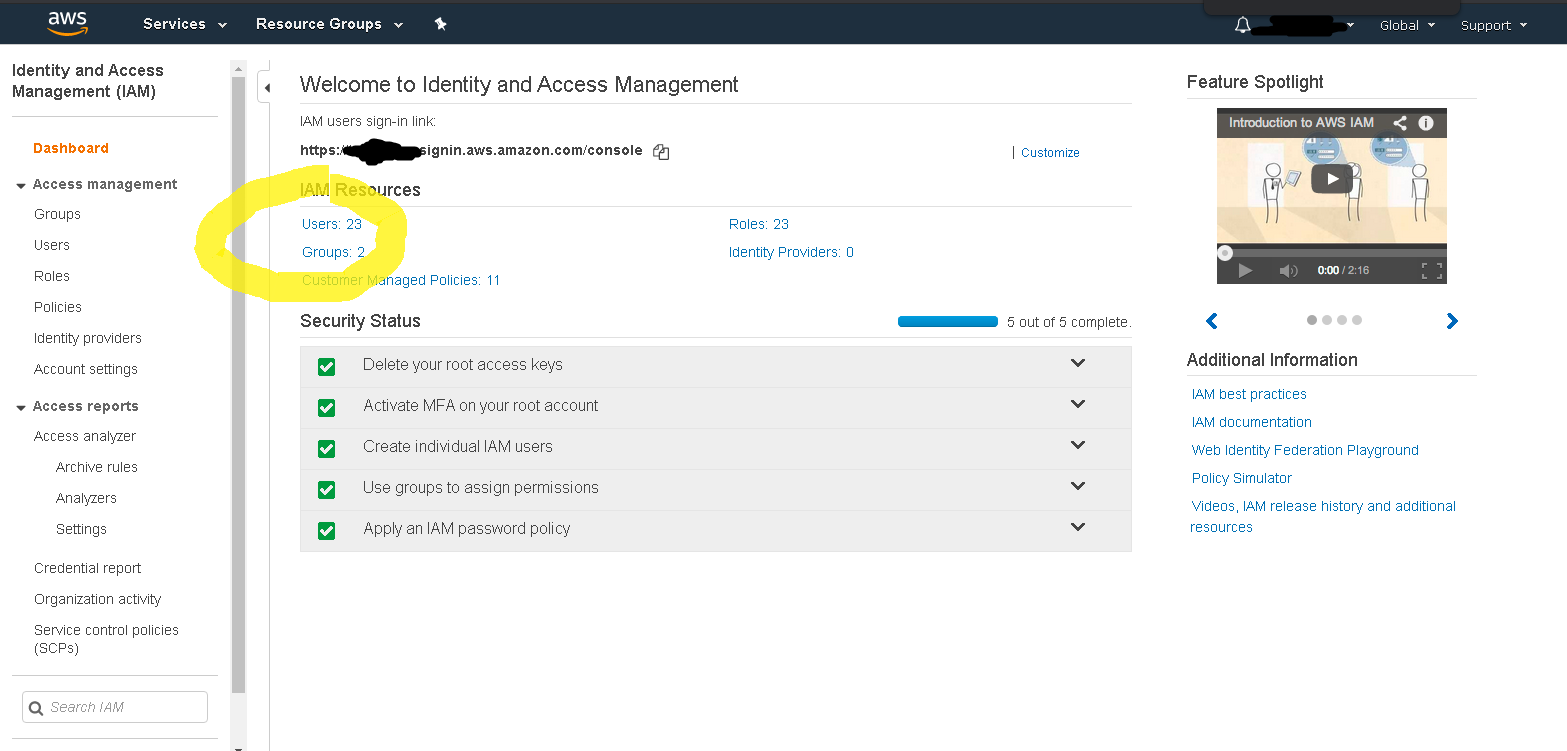 aws
Services
Resource Groups
Global
Support
Identity and Access
Management (IAM)
Dashboard
Access management
Groups
Users
Roles
Policies
Identity providers
Account settings
Access reports
Access analyzer
Archive rules
Analyzers
Settings
Credential report
Organization activity
Service control policies
(SCPs)
Search IAM
Welcome to Identity and Access Management
IAM users sign-in link:
https:/ signin.aws.amazon.com/console
| Customize
IAM Resources
Users: 23
Roles: 23
Groups: 2
Identity Providers: 0
Customer Managed Policies: 11
Security Status
5 out of 5 complete.
Delete your root access keys
Activate MFA on your root account
Create individual IAM users
Use groups to assign permissions
Apply an IAM password policy
Feature Spotlight
Introduction to AWS IAM
0:00 / 2:16
Additional Information
IAM best practices
IAM documentation
Web Identity Federation Playground
Policy Simulator
Videos, IAM release history and additional
resources